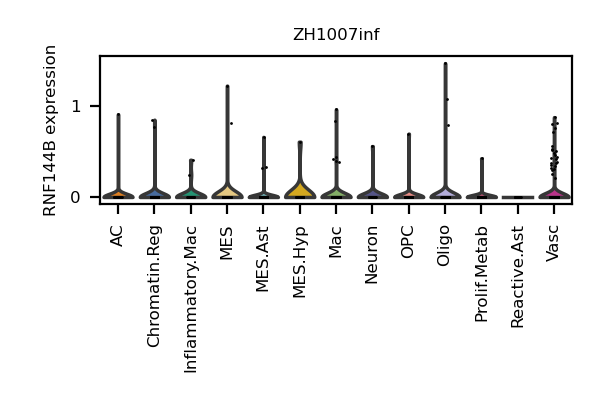 ZH1007inf
RNF144B expression
1
0
AC
Chromatin.Reg
Inflammatory.Mac
MES
MES.Ast
MES.Hyp
Mac
Neuron
OPC
Oligo
Prolif.Metab
Reactive.Ast
Vasc